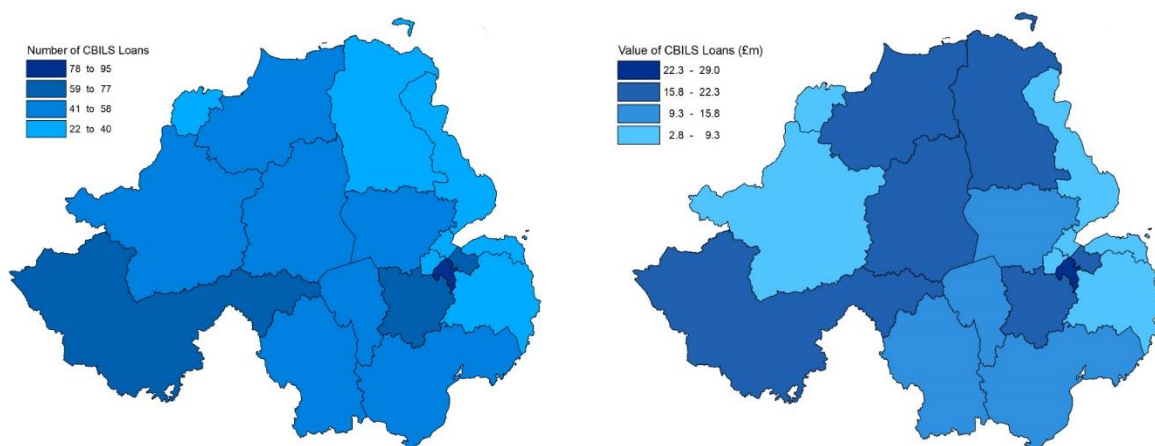 Number of CBILS Loans
78 to 95
59 to 77
41 to 58
22 to 40
Value of CBILS Loans (£m)
22.3 - 29.0
15.8 - 22.3
9.3 - 15.8
2.8 - 9.3